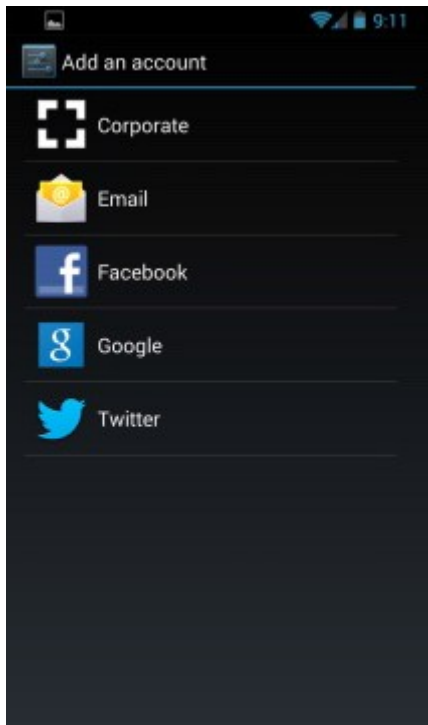 9:11
Add an account
Corporate
Email
Facebook
Google
Twitter